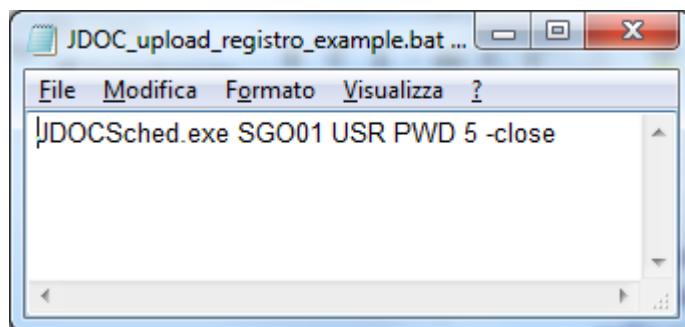 JDOC_upload_registro_example.bat ...
File Modifica Formato Visualizza ?
JDOCSched.exe SGO01 USR PWD 5 -close